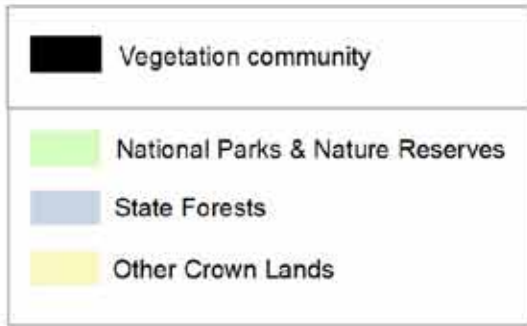 Vegetation community
National Parks & Nature Reserves
State Forests
Other Crown Lands